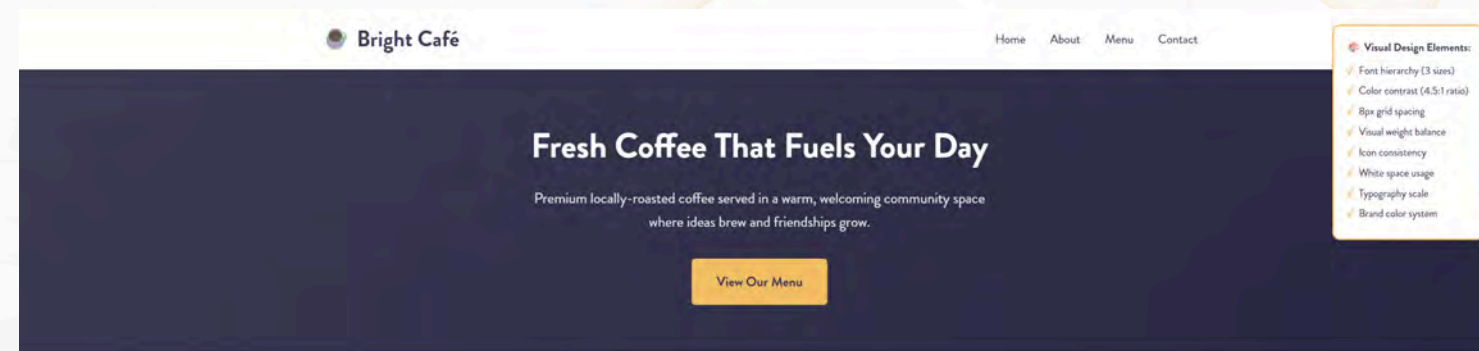 Bright Café
Home About Menu Contact
Fresh Coffee That Fuels Your Day
Premium locally-roasted coffee served in a warm, welcoming community space
where ideas brew and friendships grow.
View Our Menu
Visual Design Elements:
Font hierarchy (3 sizes)
Color contrast (4.5:1 ratio)
8px grid spacing
Visual weight balance
Icon consistency
White space usage
Typography scale
Brand color system